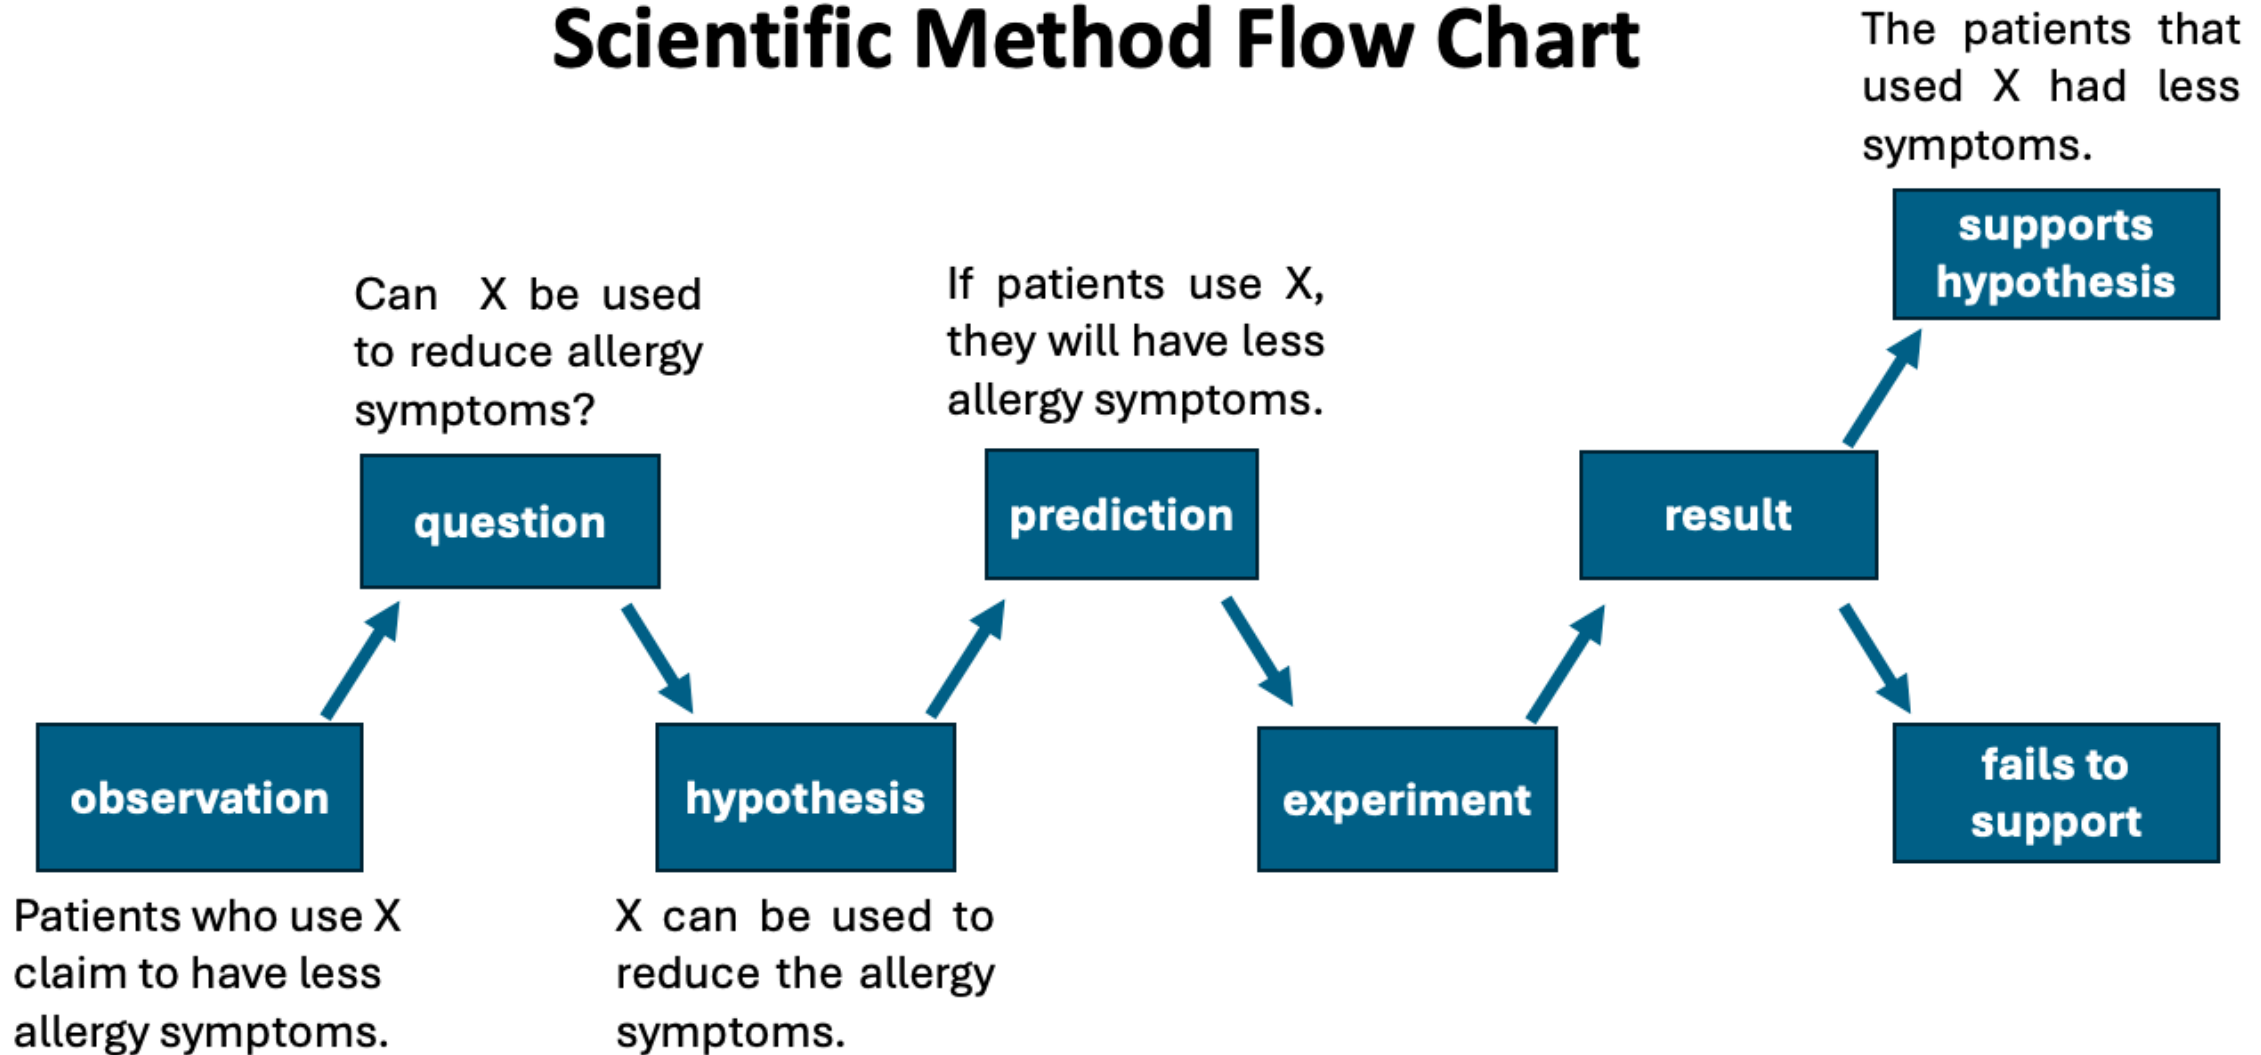 Scientific Method Flow Chart
The patients that
used X had less
symptoms.
supports
hypothesis
Can X be used
to reduce allergy
symptoms?
If patients use X,
they will have less
allergy symptoms.
question
prediction
result
observation
hypothesis
experiment
fails to
support
Patients who use X
claim to have less
allergy symptoms.
X can be used to
reduce the allergy
symptoms.